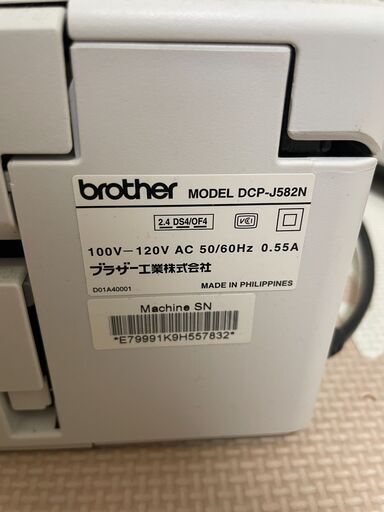 brother MODEL DCP-J582N
2.4 DS4/OF4 VCI
100V-120V AC 50/60Hz 0.55A
ブラザー工業株式会社
D01A40001 MADE IN PHILIPPINES
Machine SN
*E79991K9H557832*